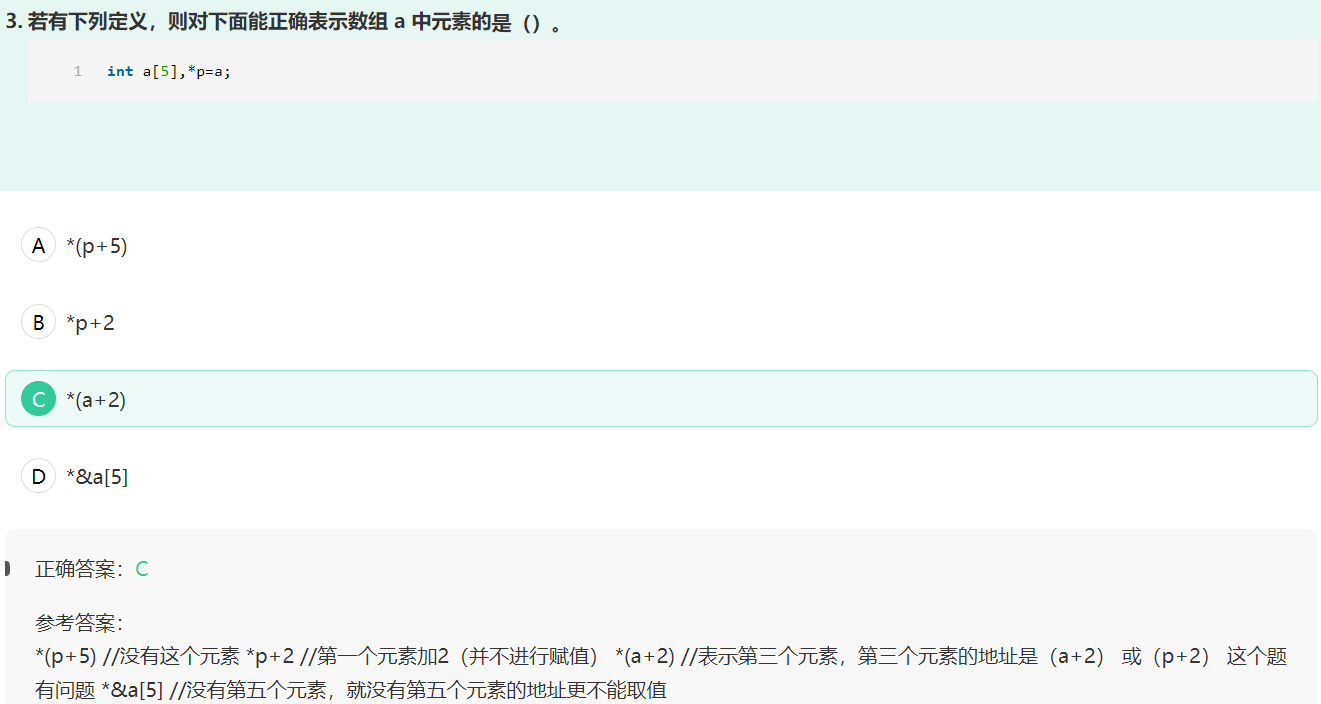 3. 若有下列定义，则对下面能正确表示数组 a 中元素的是（）。
1 int a[5],*p=a;
A *(p+5)
B *p+2
C *(a+2)
D *&a[5]
正确答案：C
参考答案：
*(p+5) //没有这个元素 *p+2 //第一个元素加2（并不进行赋值） *(a+2) //表示第三个元素，第三个元素的地址是（a+2） 或（p+2） 这个题
有问题 *&a[5] //没有第五个元素，就没有第五个元素的地址更不能取值